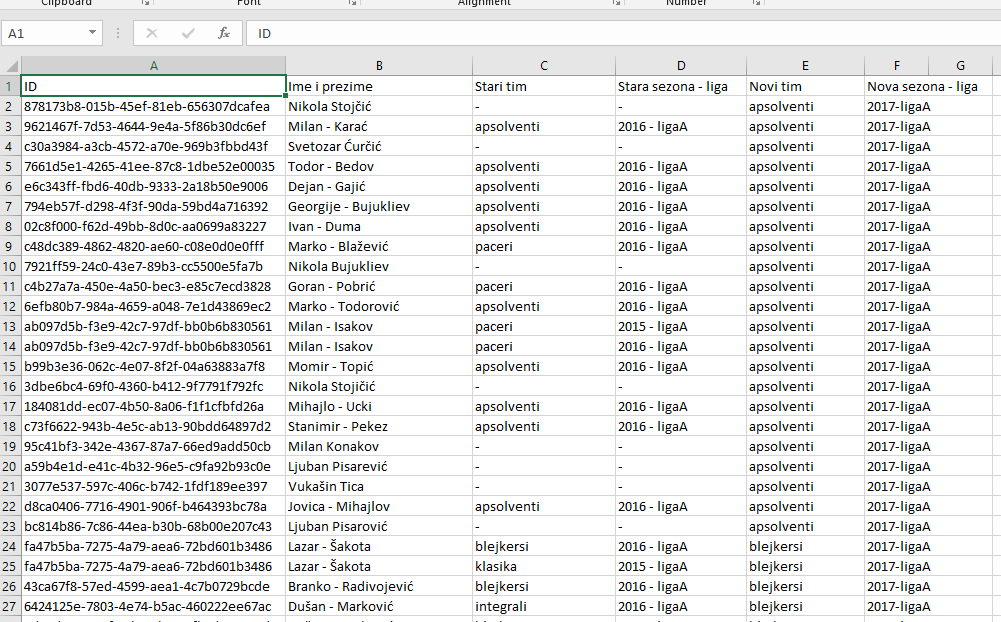 Clipboard Font Alignment Number
A1 fx ID
A B C D E F G
1 ID Ime i prezime Stari tim Stara sezona - liga Novi tim Nova sezona - liga
2 878173b8-015b-45ef-81eb-656307dcafea Nikola Stojčić - - apsolventi 2017-ligaA
3 9621467f-7d53-4644-9e4a-5f86b30dc6ef Milan - Karać apsolventi 2016 - ligaA apsolventi 2017-ligaA
4 c30a3984-a3cb-4572-a70e-969b3fbbd43f Svetozar Ćurčić - - apsolventi 2017-ligaA
5 7661d5e1-4265-41ee-87c8-1dbe52e00035 Todor - Bedov apsolventi 2016 - ligaA apsolventi 2017-ligaA
6 e6c343ff-fbd6-40db-9333-2a18b50e9006 Dejan - Gajić apsolventi 2016 - ligaA apsolventi 2017-ligaA
7 794eb57f-d298-4f3f-90da-59bd4a716392 Georgije - Bujukliev apsolventi 2016 - ligaA apsolventi 2017-ligaA
8 02c8f000-f62d-49bb-8d0c-aa0699a83227 Ivan - Duma apsolventi 2016 - ligaA apsolventi 2017-ligaA
9 c48dc389-4862-4820-ae60-c08e0d0e0fff Marko - Blažević paceri 2016 - ligaA apsolventi 2017-ligaA
10 7921ff59-24c0-43e7-89b3-cc5500e5fa7b Nikola Bujukliev - - apsolventi 2017-ligaA
11 c4b27a7a-450e-4a50-bec3-e85c7ecd3828 Goran - Pobrić paceri 2016 - ligaA apsolventi 2017-ligaA
12 6efb80b7-984a-4659-a048-7e1d43869ec2 Marko - Todorović apsolventi 2016 - ligaA apsolventi 2017-ligaA
13 ab097d5b-f3e9-42c7-97df-bb0b6b830561 Milan - Isakov paceri 2015 - ligaA apsolventi 2017-ligaA
14 ab097d5b-f3e9-42c7-97df-bb0b6b830561 Milan - Isakov paceri 2016 - ligaA apsolventi 2017-ligaA
15 b99b3e36-062c-4e07-8f2f-04a63883a7f8 Momir - Topić apsolventi 2016 - ligaA apsolventi 2017-ligaA
16 3dbe6bc4-69f0-4360-b412-9f7791f792fc Nikola Stojičić - - apsolventi 2017-ligaA
17 184081dd-ec07-4b50-8a06-f1f1cfbfd26a Mihajlo - Ucki apsolventi 2016 - ligaA apsolventi 2017-ligaA
18 c73f6622-943b-4e5c-ab13-90bdd64897d2 Stanimir - Pekez apsolventi 2016 - ligaA apsolventi 2017-ligaA
19 95c41bf3-342e-4367-87a7-66ed9add50cb Milan Konakov - - apsolventi 2017-ligaA
20 a59b4e1d-e41c-4b32-96e5-c9fa92b93c0e Ljuban Pisarević - - apsolventi 2017-ligaA
21 3077e537-597c-406c-b742-1fdf189ee397 Vukašin Tica - - apsolventi 2017-ligaA
22 d8ca0406-7716-4901-906f-b464393bc78a Jovica - Mihajlov apsolventi 2016 - ligaA apsolventi 2017-ligaA
23 bc814b86-7c86-44ea-b30b-68b00e207c43 Ljuban Pisarović - - apsolventi 2017-ligaA
24 fa47b5ba-7275-4a79-aea6-72bd601b3486 Lazar - Šakota blejkersi 2016 - ligaA blejkersi 2017-ligaA
25 fa47b5ba-7275-4a79-aea6-72bd601b3486 Lazar - Šakota klasika 2015 - ligaA blejkersi 2017-ligaA
26 43ca67f8-57ed-4599-aea1-4c7b0729bcde Branko - Radivojević blejkersi 2016 - ligaA blejkersi 2017-ligaA
27 6424125e-7803-4e74-b5ac-460222ee67ac Dušan - Marković integrali 2016 - ligaA blejkersi 2017-ligaA